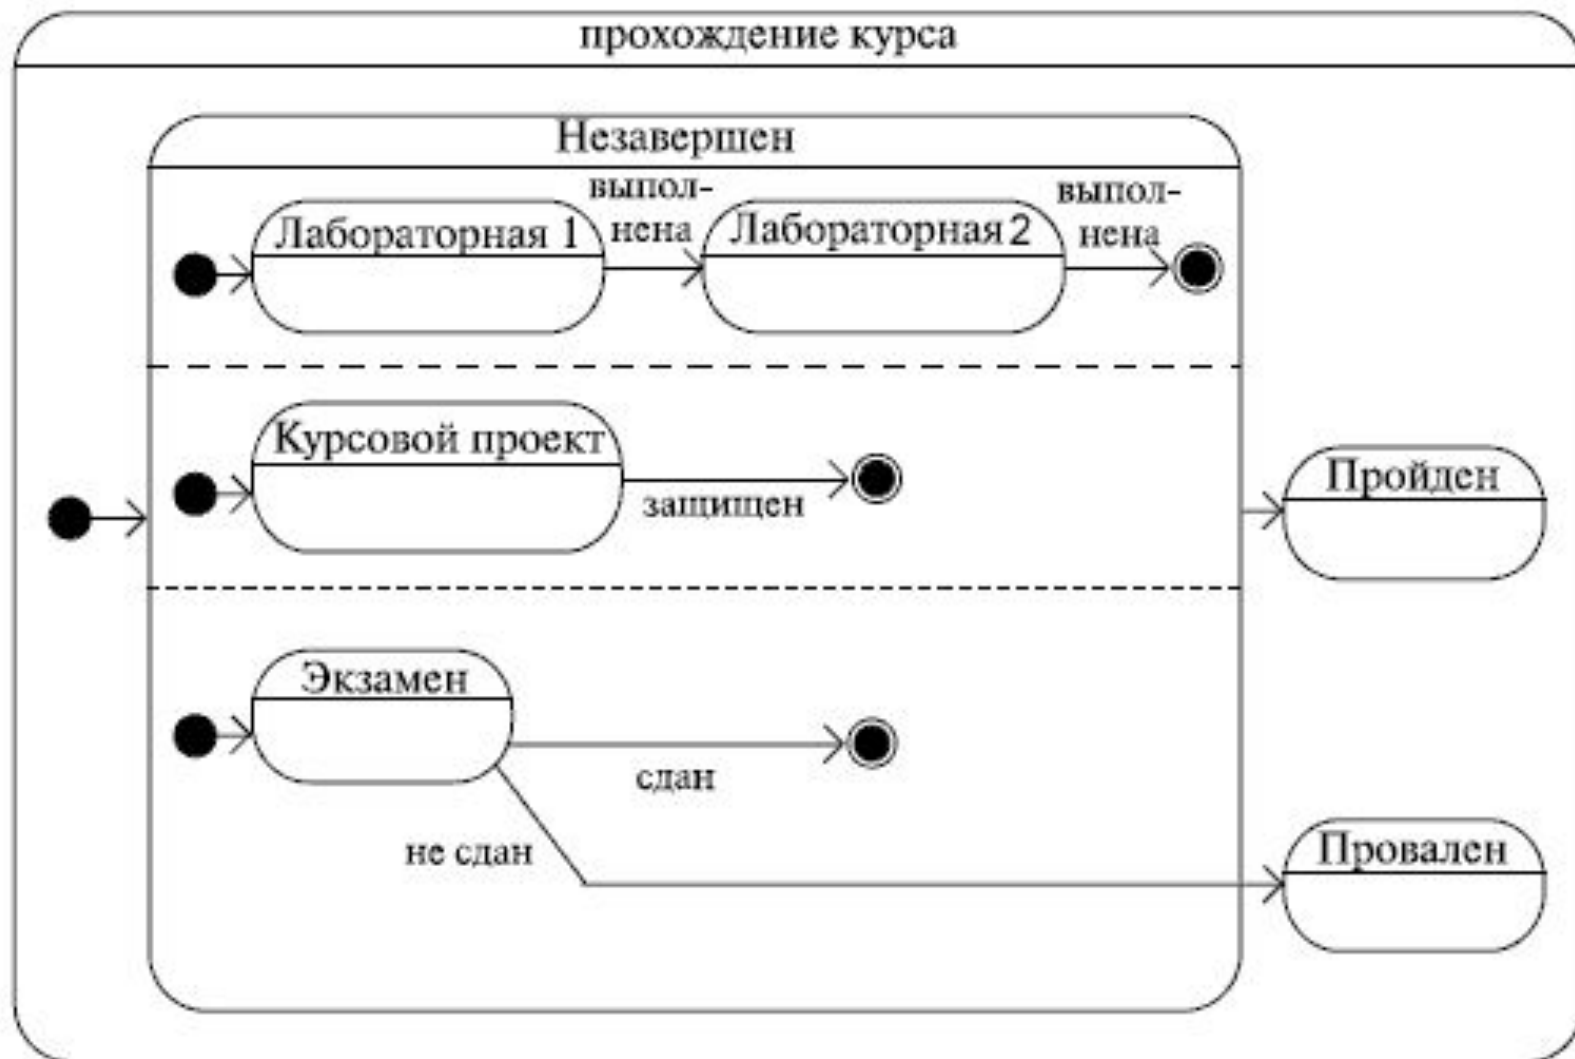 прохождение курса
Незавершен
Лабораторная 1
выпол-
нена
Лабораторная 2
выпол-
нена
Курсовой проект
защищен
Пройден
Экзамен
сдан
не сдан
Провален